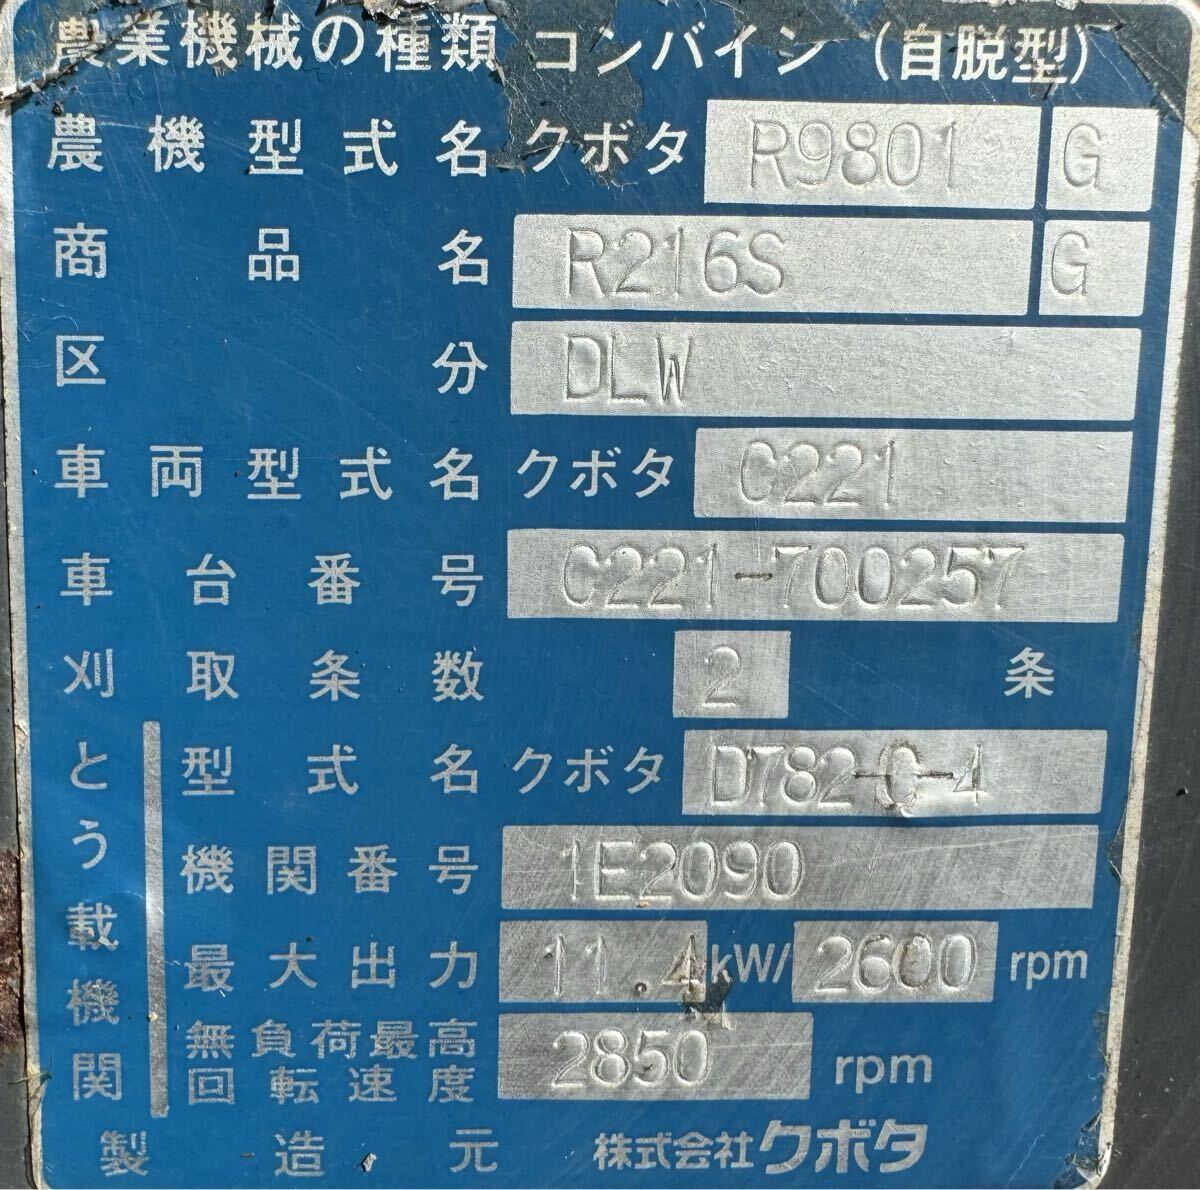 農業機械の種類 コンバイン（自脱型）
農機型式名 クボタ R9801 G
商品名 R216S G
区分 DLW
車両型式名 クボタ C221
車台番号 C221-700257
刈取条数 2 条
とう載機関
型式名 クボタ D782-C-4
機関番号 1E2090
最大出力 11.4 kW/2600 rpm
無負荷最高回転速度 2850 rpm
製造元 株式会社クボタ